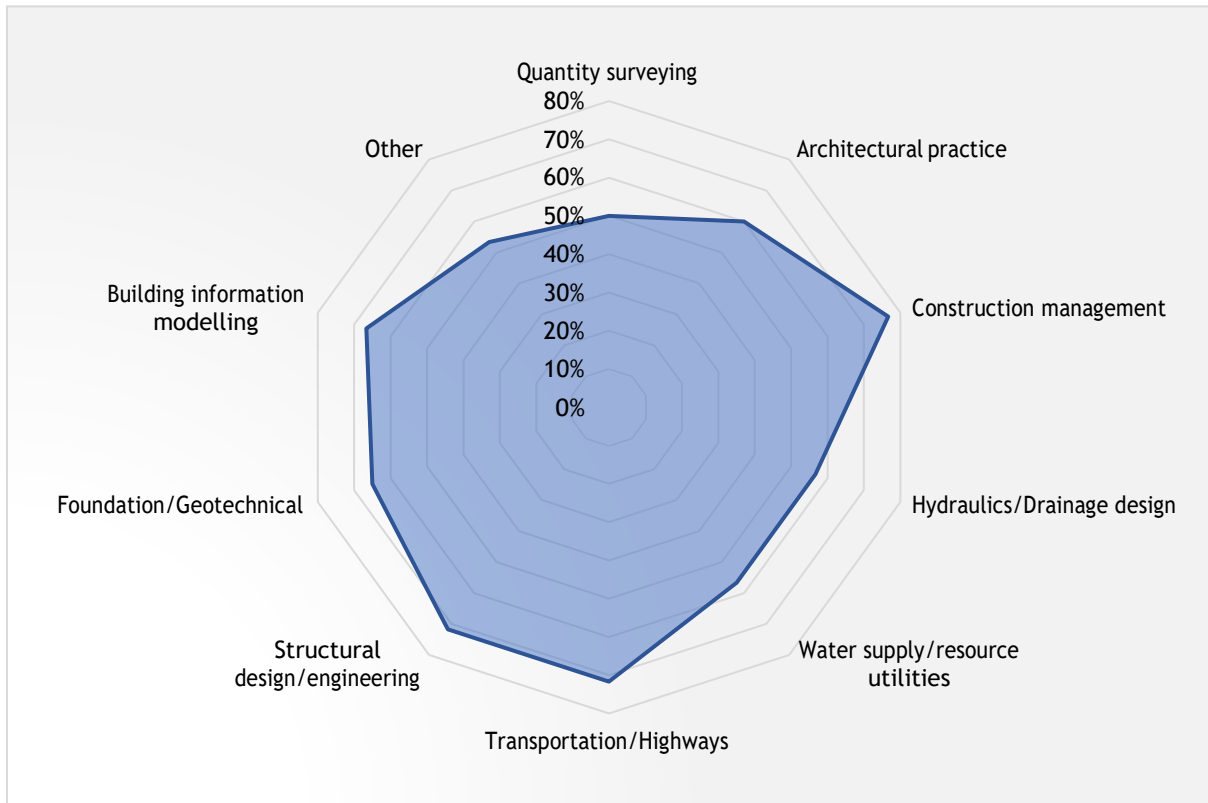 Quantity surveying
80%
70%
60%
50%
40%
30%
20%
10%
0%
Architectural practice
Construction management
Hydraulics/Drainage design
Water supply/resource
utilities
Transportation/Highways
Structural
design/engineering
Foundation/Geotechnical
Building information
modelling
Other